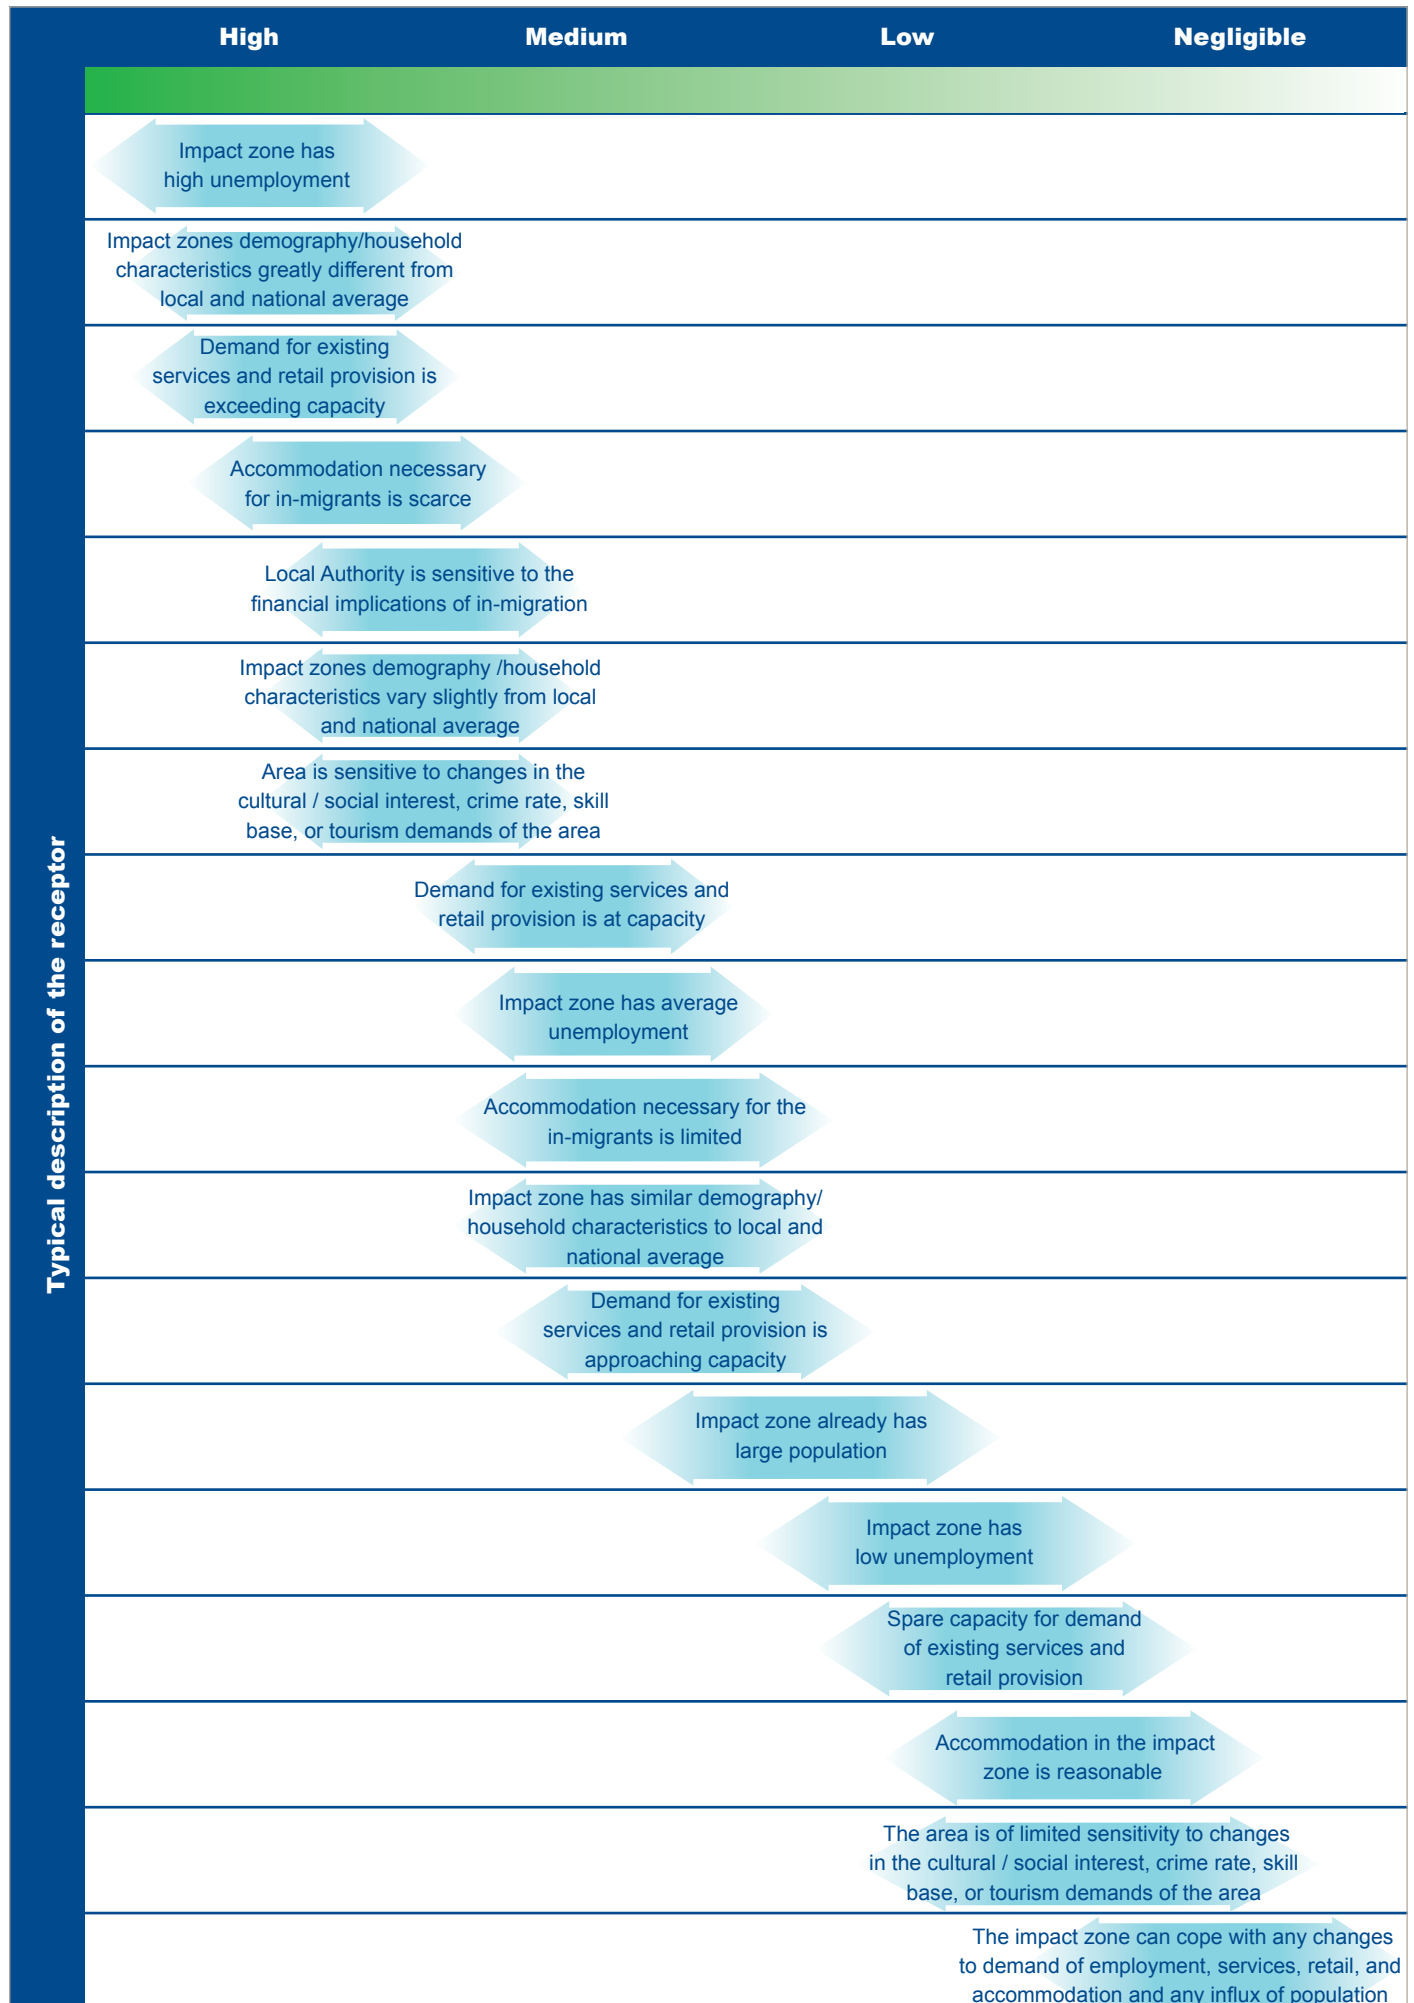 High Medium Low Negligible
Typical description of the receptor
Impact zone has
high unemployment
Impact zones demography/household
characteristics greatly different from
local and national average
Demand for existing
services and retail provision is
exceeding capacity
Accommodation necessary
for in-migrants is scarce
Local Authority is sensitive to the
financial implications of in-migration
Impact zones demography /household
characteristics vary slightly from local
and national average
Area is sensitive to changes in the
cultural / social interest, crime rate, skill
base, or tourism demands of the area
Demand for existing services and
retail provision is at capacity
Impact zone has average
unemployment
Accommodation necessary for the
in-migrants is limited
Impact zone has similar demography/
household characteristics to local and
national average
Demand for existing
services and retail provision is
approaching capacity
Impact zone already has
large population
Impact zone has
low unemployment
Spare capacity for demand
of existing services and
retail provision
Accommodation in the impact
zone is reasonable
The area is of limited sensitivity to changes
in the cultural / social interest, crime rate, skill
base, or tourism demands of the area
The impact zone can cope with any changes
to demand of employment, services, retail, and
accommodation and any influx of population